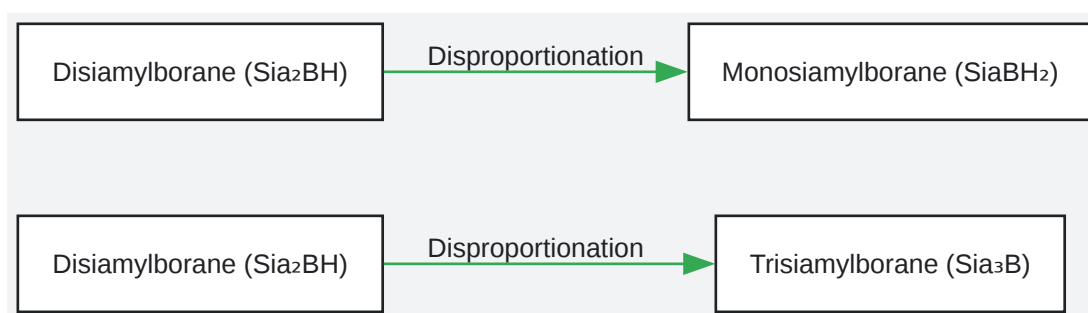 Disiamylborane (Sia₂BH) Disproportionation Monosiamylborane (SiaBH₂)
Disiamylborane (Sia₂BH) Disproportionation Trisiamylborane (Sia₃B)